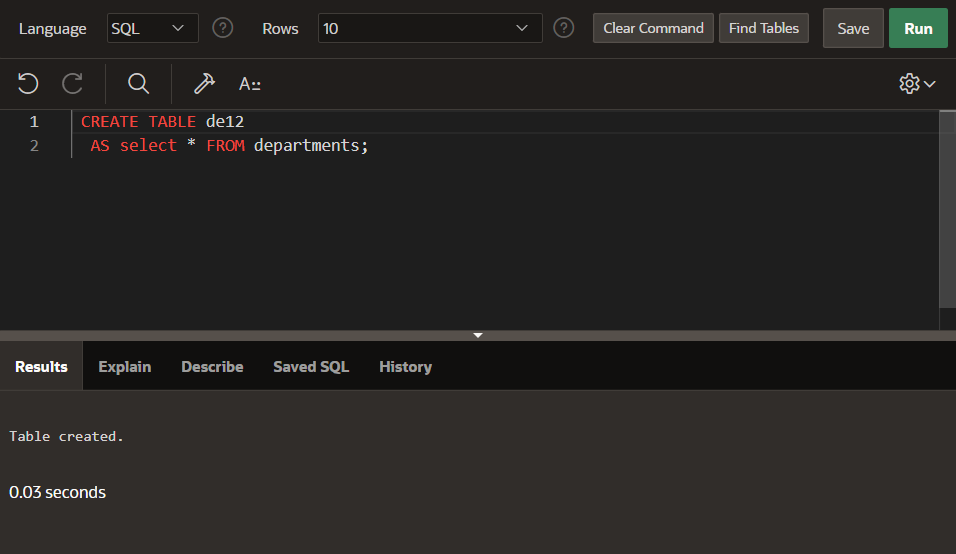 Language SQL ? Rows 10 ? Clear Command Find Tables Save Run
A::
1 CREATE TABLE de12
2 AS select * FROM departments;
Results Explain Describe Saved SQL History
Table created.
0.03 seconds